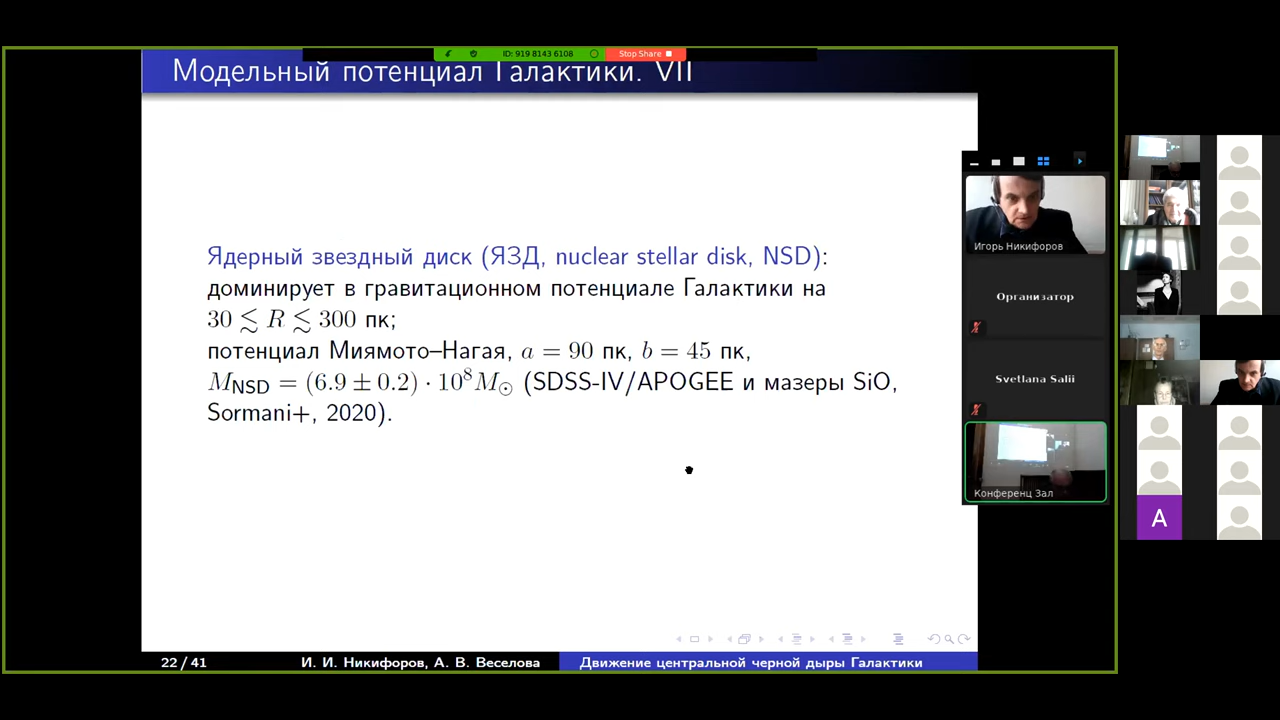 ID: 919 8143 6108
Stop Share
Модельный потенциал Галактики. VII
Ядерный звездный диск (ЯЗД, nuclear stellar disk, NSD):
доминирует в гравитационном потенциале Галактики на
30 ≲ R ≲ 300 пк;
потенциал Миямото–Нагая, a = 90 пк, b = 45 пк,
M_NSD = (6.9 ± 0.2) · 10⁸M⊙ (SDSS-IV/APOGEE и мазеры SiO,
Sormani+, 2020).
22 / 41
И. И. Никифоров, А. В. Веселова
Движение центральной черной дыры Галактики
Игорь Никифоров
Организатор
Svetlana Salii
Конференц Зал
A